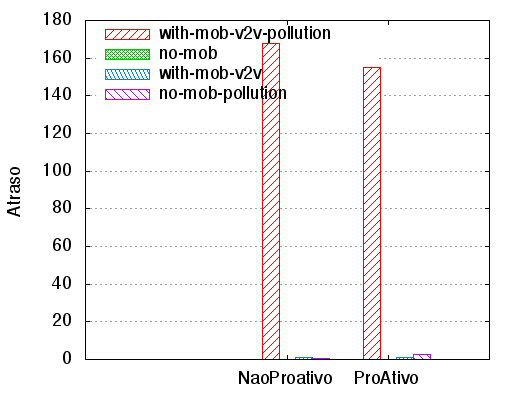 180
160
140
120
100
80
60
40
20
0
Atraso
with-mob-v2v-pollution
no-mob
with-mob-v2v
no-mob-pollution
NaoProativo ProAtivo